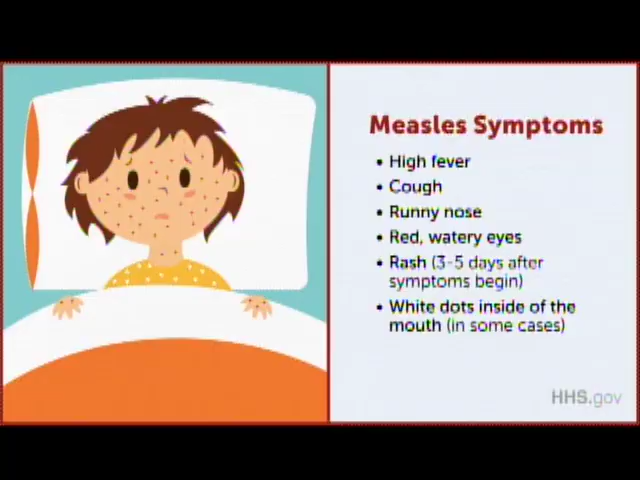 Measles Symptoms
• High fever
• Cough
• Runny nose
• Red, watery eyes
• Rash (3-5 days after
symptoms begin)
• White dots inside of the
mouth (in some cases)
HHS.gov